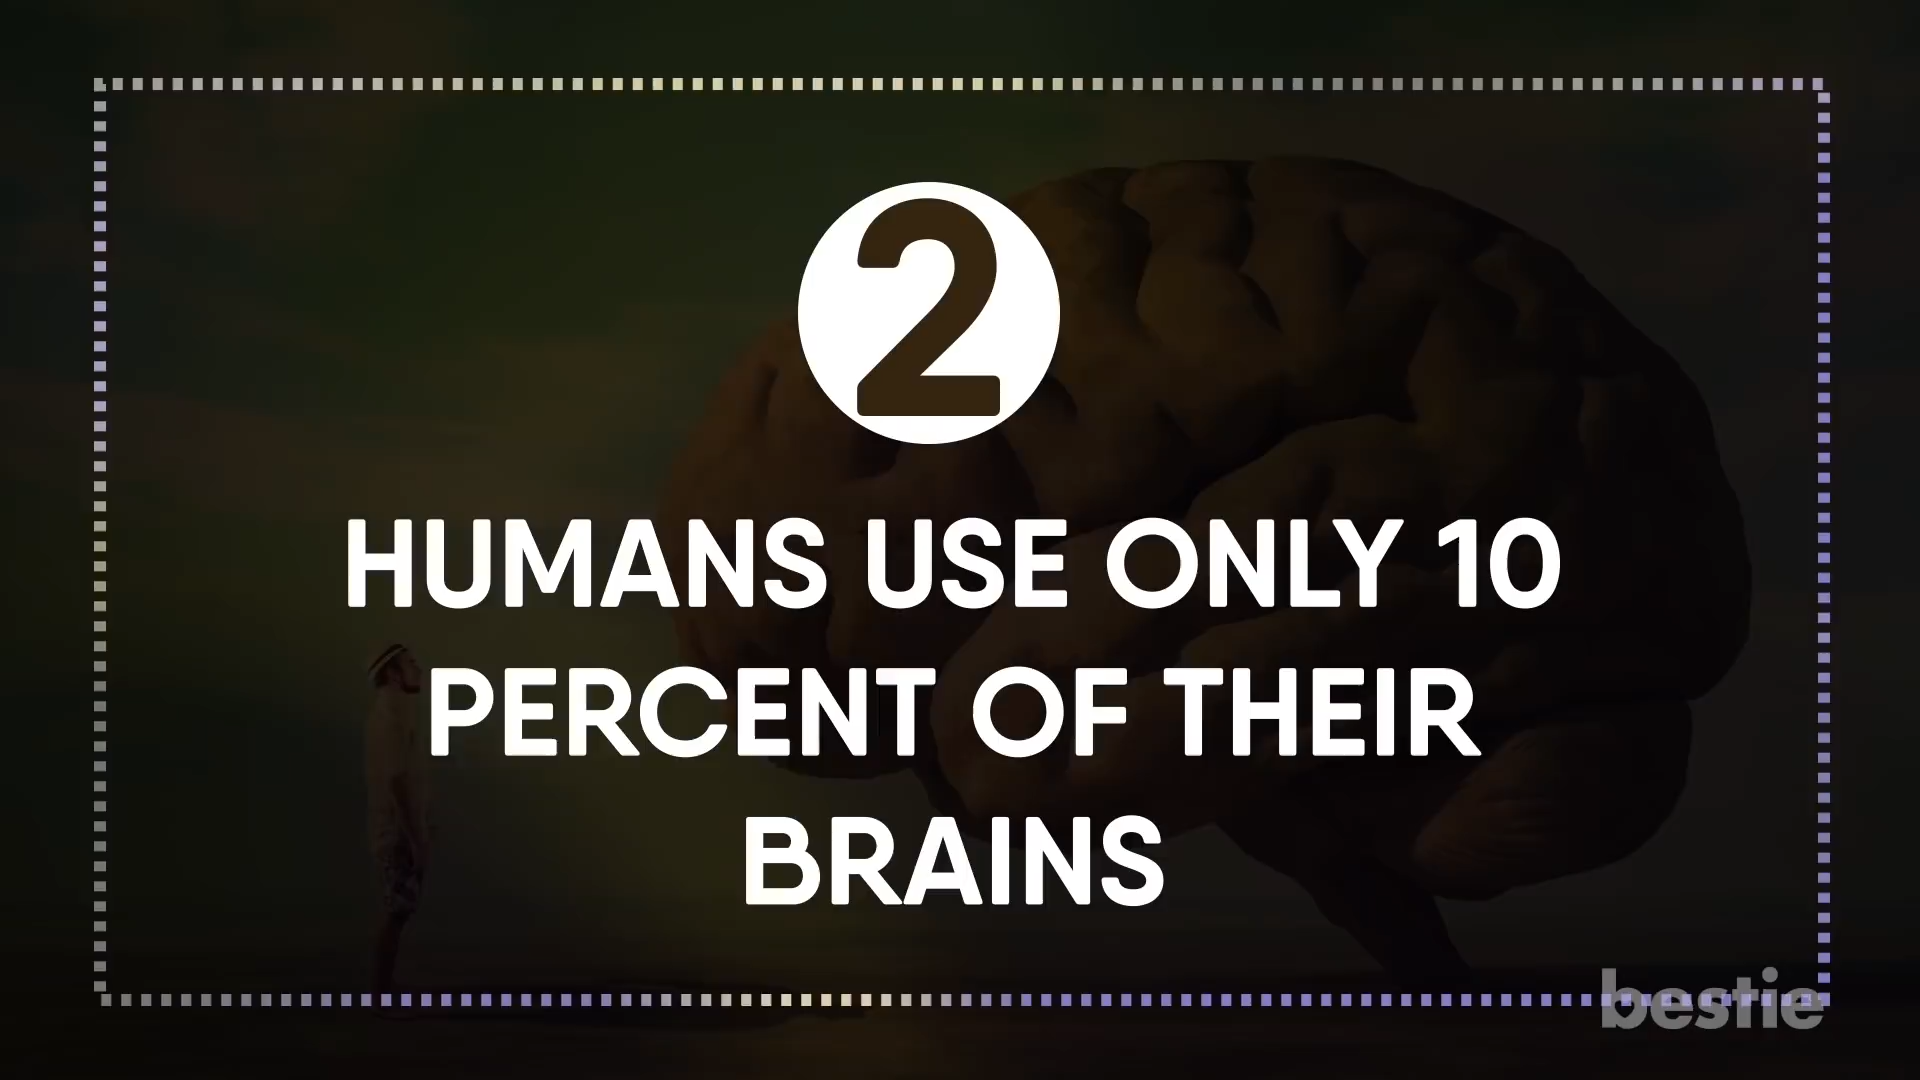 2
HUMANS USE ONLY 10
PERCENT OF THEIR
BRAINS
bestie